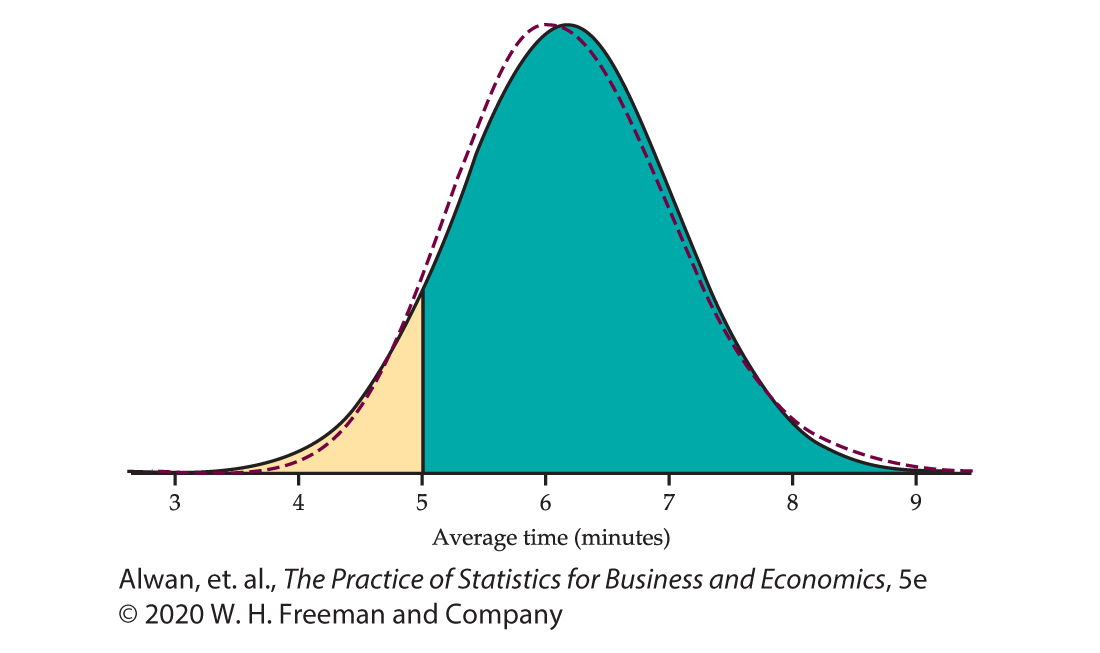 3 4 5 6 7 8 9
Average time (minutes)
Alwan, et. al., The Practice of Statistics for Business and Economics, 5e
© 2020 W. H. Freeman and Company